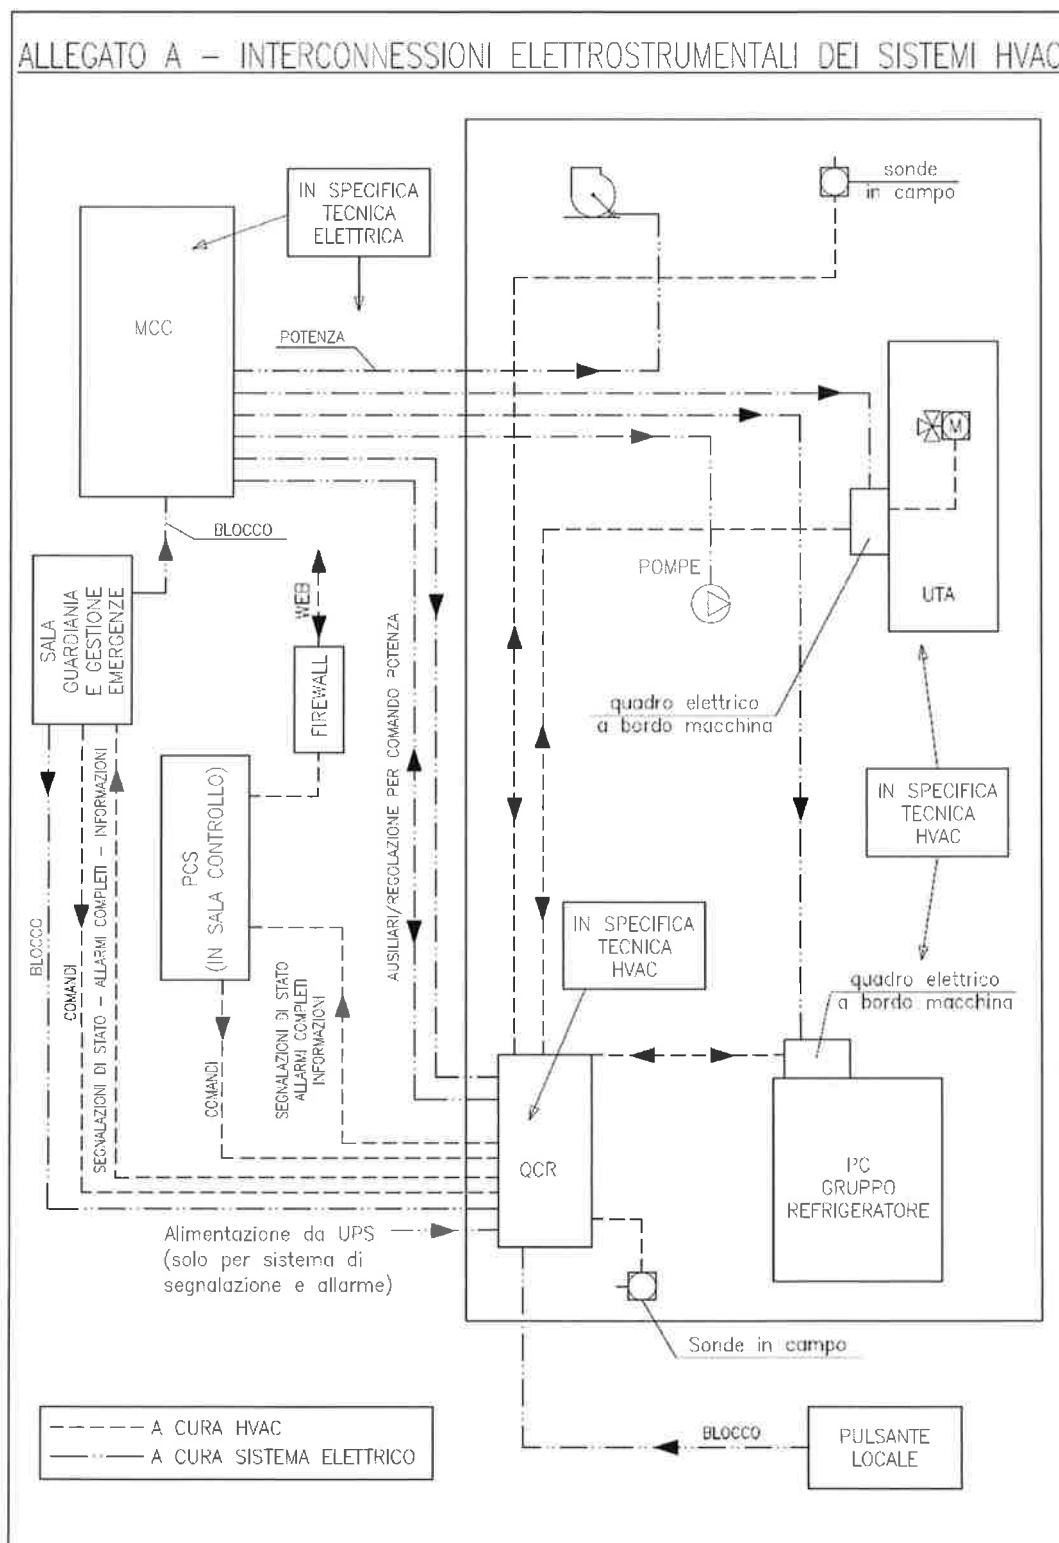 ALLEGATO A – INTERCONNESSIONI ELETTROSTRUMENTALI DEI SISTEMI HVAC
IN SPECIFICA
TECNICA
ELETTRICA
sonde
in campo
MCC
POTENZA
M
BLOCCO
POMPE
UTA
SALA
GUARDIANIA
E GESTIONE
EMERGENZE
WEB
FIREWALL
quadro elettrico
a bordo macchina
AUSILIARI/REGOLAZIONE PER COMANDO POTENZA
IN SPECIFICA
TECNICA
HVAC
PCS
(IN SALA CONTROLLO)
BLOCCO
COMANDI
SEGNALAZIONI DI STATO – ALLARMI COMPLETI – INFORMAZIONI
IN SPECIFICA
TECNICA
HVAC
quadro elettrico
a bordo macchina
COMANDI
SEGNALAZIONI DI STATO
ALLARMI COMPLETI
INFORMAZIONI
QCR
PC
GRUPPO
REFRIGERATORE
Alimentazione da UPS
(solo per sistema di
segnalazione e allarme)
Sonde in campo
A CURA HVAC
A CURA SISTEMA ELETTRICO
BLOCCO
PULSANTE
LOCALE